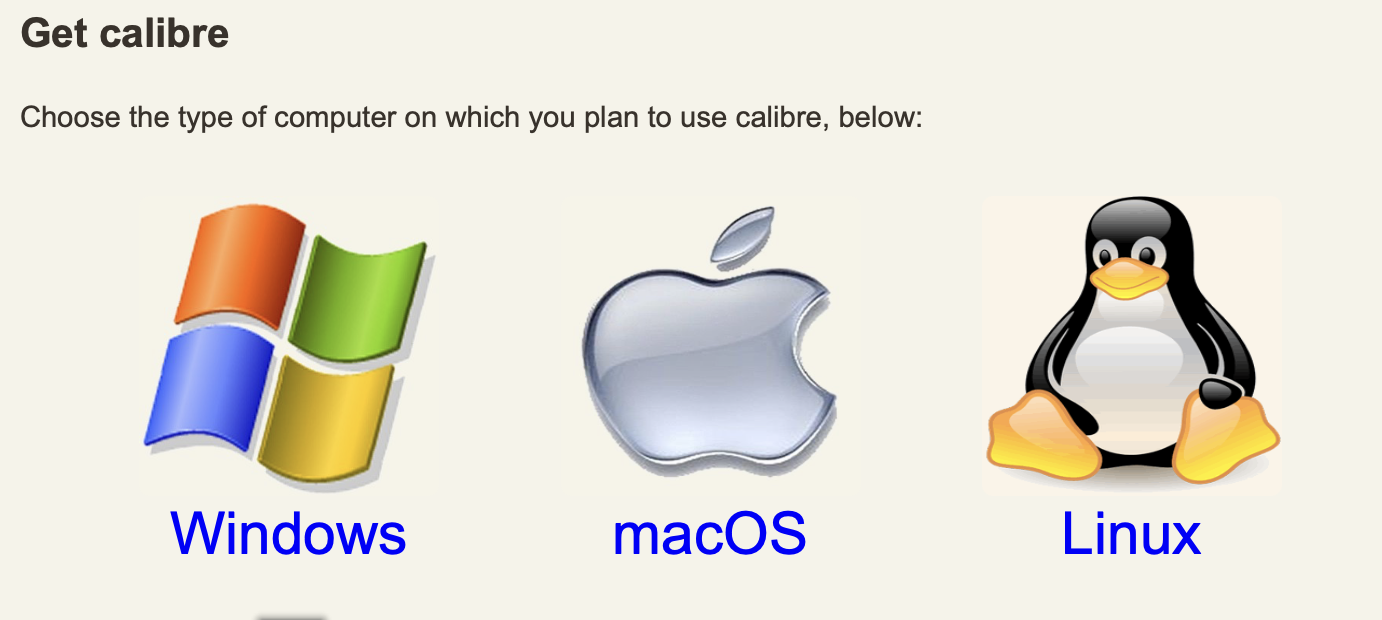 Get calibre
Choose the type of computer on which you plan to use calibre, below:
Windows
macOS
Linux